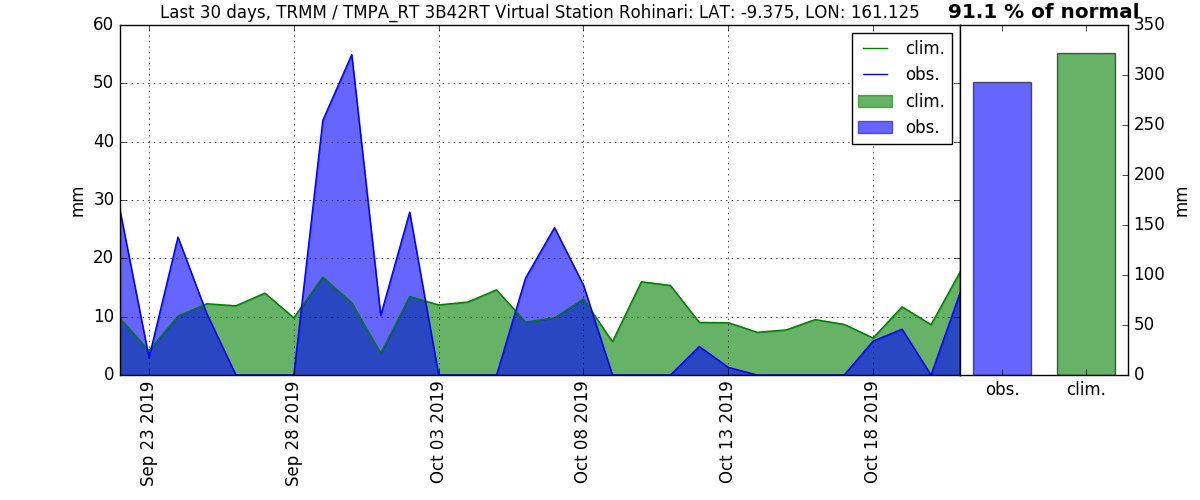 Last 30 days, TRMM / TMPA_RT 3B42RT Virtual Station Rohinari: LAT: -9.375, LON: 161.125
91.1 % of normal
60
50
40
30
20
10
0
mm
clim.
obs.
clim.
obs.
350
300
250
200
150
100
50
0
mm
Sep 23 2019
Sep 28 2019
Oct 03 2019
Oct 08 2019
Oct 13 2019
Oct 18 2019
obs.
clim.